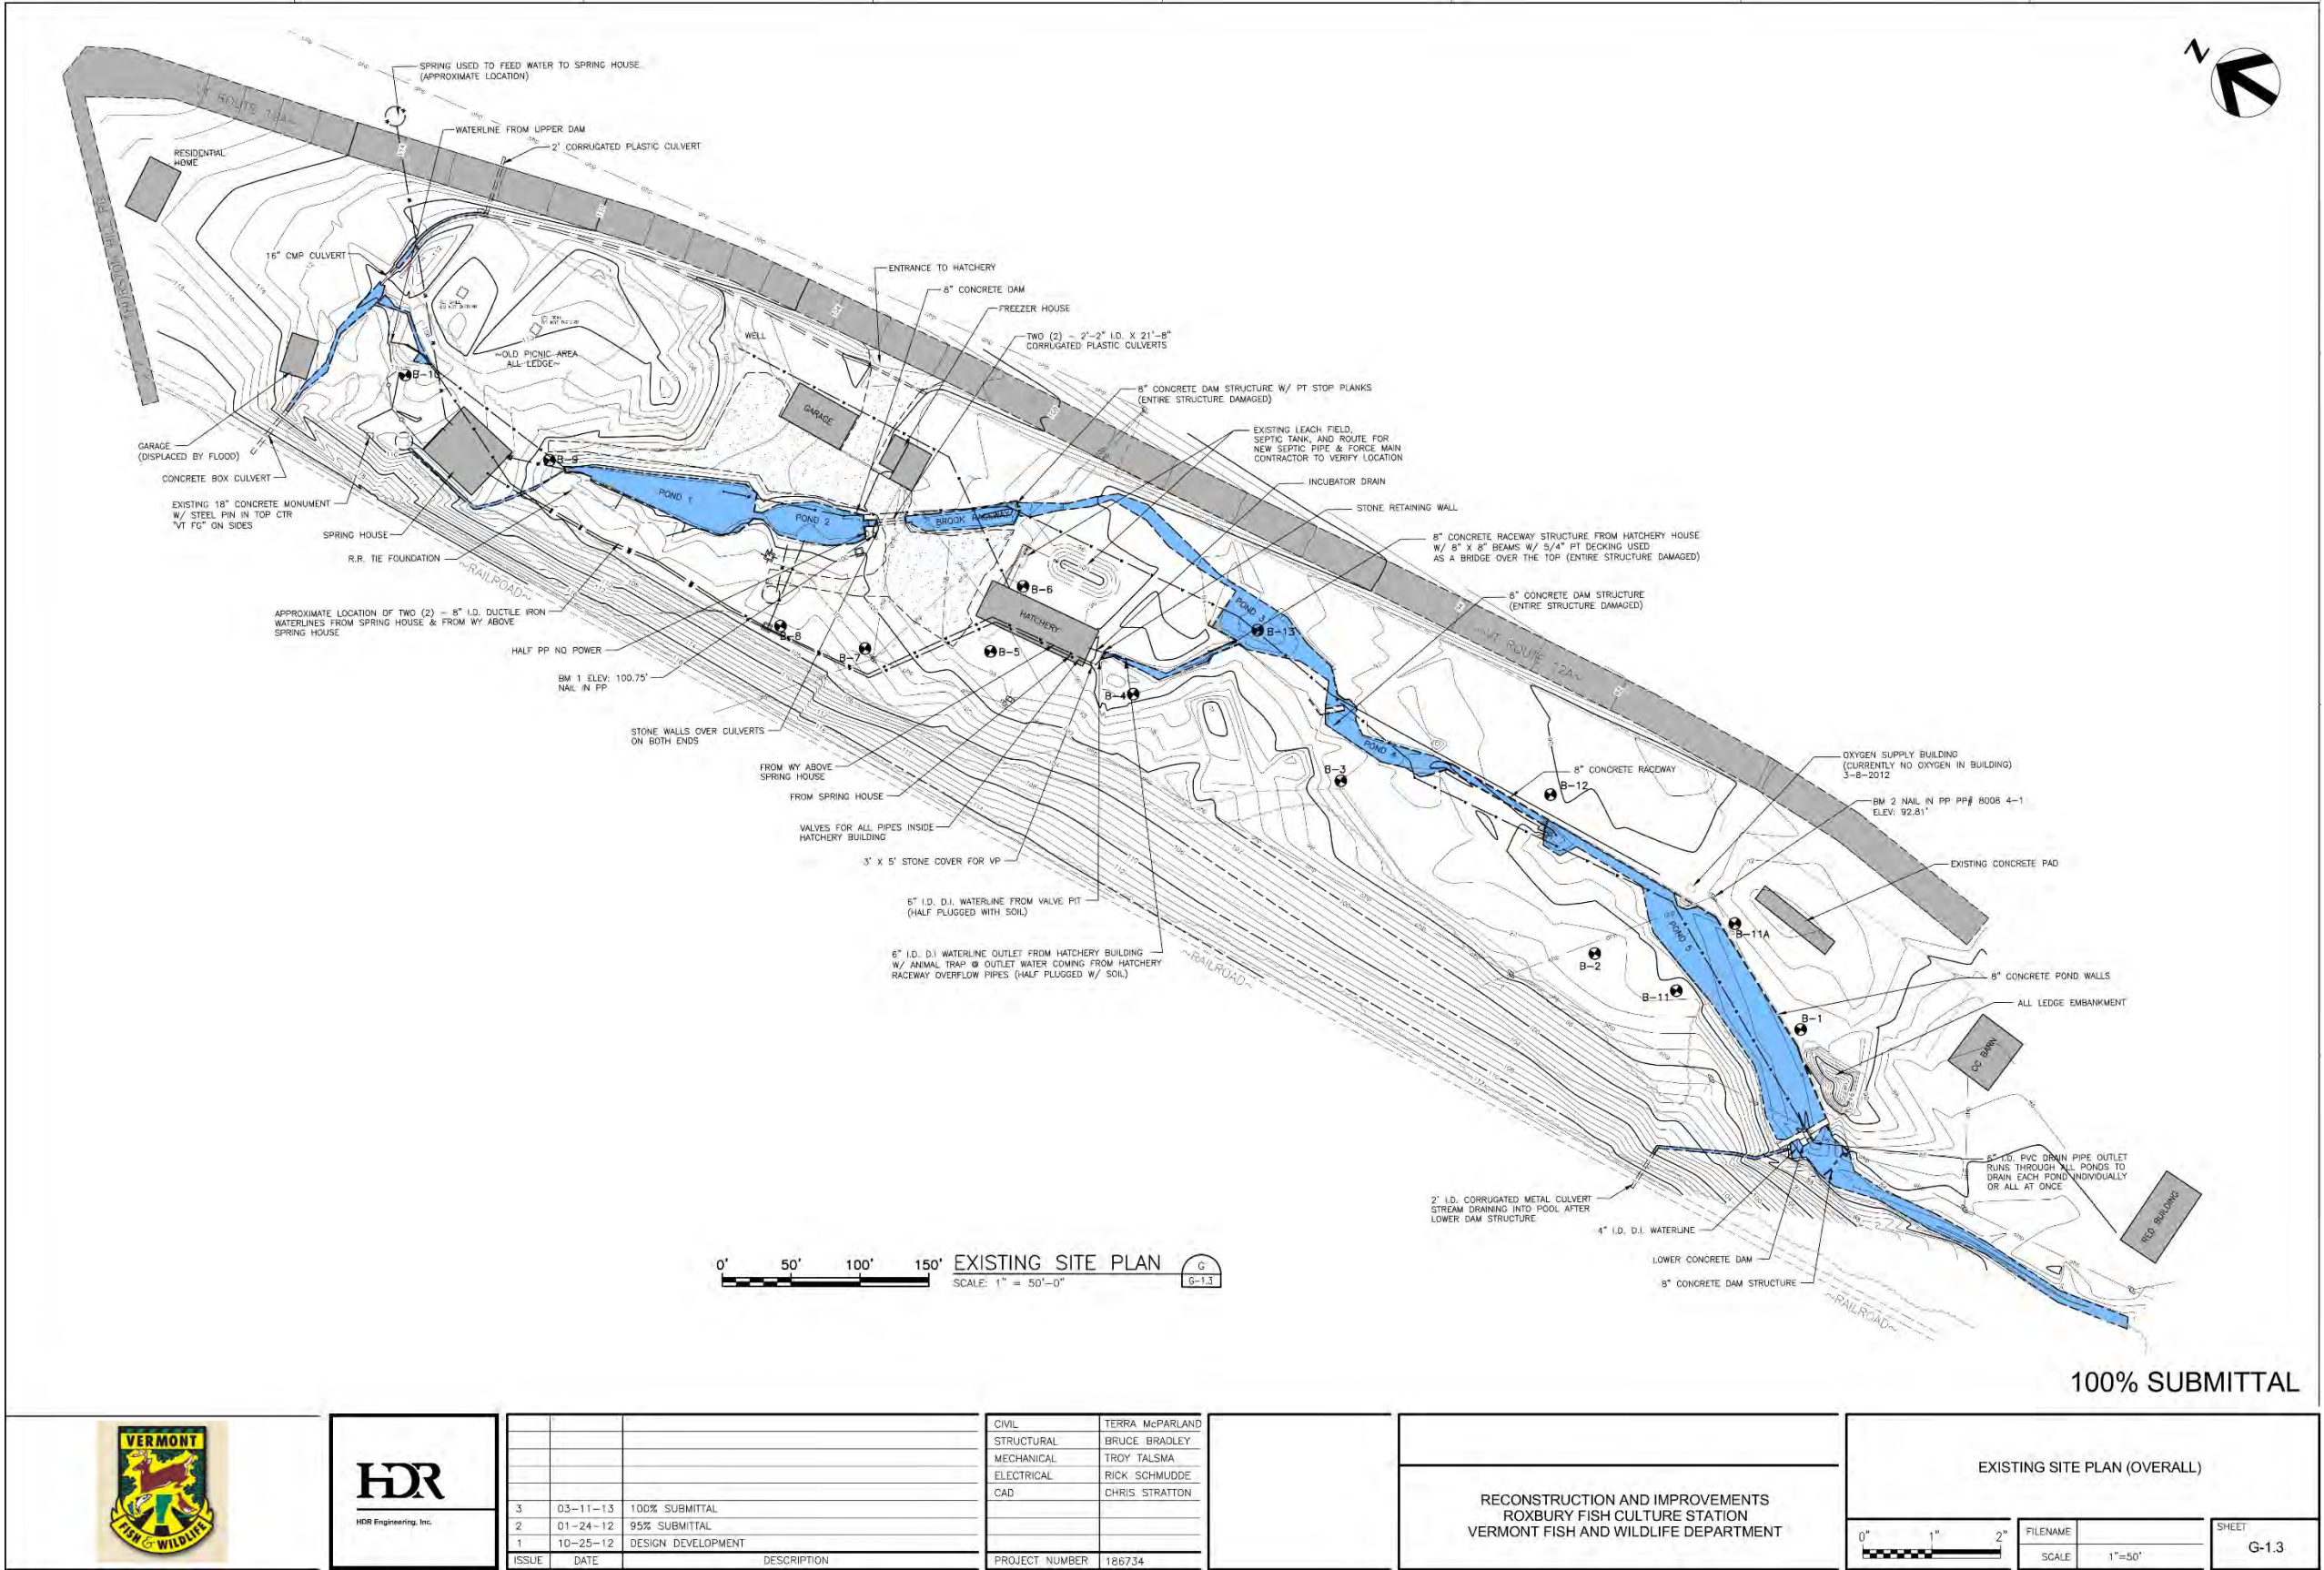 SPRING USED TO FEED WATER TO SPRING HOUSE
(APPROXIMATE LOCATION)
WATERLINE FROM UPPER DAM
2' CORRUGATED PLASTIC CULVERT
N
VT ROUTE 12A~
RESIDENTIAL
HOME
16" CMP CULVERT
ENTRANCE TO HATCHERY
8" CONCRETE DAM
FREEZER HOUSE
TWO (2) - 2'-2" I.D. X 21'-8"
CORRUGATED PLASTIC CULVERTS
WELL
~OLD PICNIC AREA
ALL LEDGE~
B-10
GARAGE
8" CONCRETE DAM STRUCTURE W/ PT STOP PLANKS
(ENTIRE STRUCTURE DAMAGED)
EXISTING LEACH FIELD,
SEPTIC TANK, AND ROUTE FOR
NEW SEPTIC PIPE & FORCE MAIN
CONTRACTOR TO VERIFY LOCATION
INCUBATOR DRAIN
STONE RETAINING WALL
8" CONCRETE RACEWAY STRUCTURE FROM HATCHERY HOUSE
W/ 8" X 8" BEAMS W/ 5/4" PT DECKING USED
AS A BRIDGE OVER THE TOP (ENTIRE STRUCTURE DAMAGED)
8" CONCRETE DAM STRUCTURE
(ENTIRE STRUCTURE DAMAGED)
GARAGE
(DISPLACED BY FLOOD)
CONCRETE BOX CULVERT
EXISTING 18" CONCRETE MONUMENT
W/ STEEL PIN IN TOP CTR
"VT FG" ON SIDES
SPRING HOUSE
R.R. TIE FOUNDATION
~RAILROAD~
B-9
POND 1
POND 2
BROOK RACEWAY
B-6
HATCHERY
B-5
B-8
B-7
B-4
POND 3
B-13
~VT ROUTE 12A~
APPROXIMATE LOCATION OF TWO (2) - 8" I.D. DUCTILE IRON
WATERLINES FROM SPRING HOUSE & FROM WY ABOVE
SPRING HOUSE
HALF PP NO POWER
BM 1 ELEV: 100.75'
NAIL IN PP
STONE WALLS OVER CULVERTS
ON BOTH ENDS
FROM WY ABOVE
SPRING HOUSE
FROM SPRING HOUSE
VALVES FOR ALL PIPES INSIDE
HATCHERY BUILDING
3' X 5' STONE COVER FOR VP
6" I.D. D.I. WATERLINE FROM VALVE PIT
(HALF PLUGGED WITH SOIL)
6" I.D. D.I WATERLINE OUTLET FROM HATCHERY BUILDING
W/ ANIMAL TRAP @ OUTLET WATER COMING FROM HATCHERY
RACEWAY OVERFLOW PIPES (HALF PLUGGED W/ SOIL)
~RAILROAD~
POND 4
B-3
8" CONCRETE RACEWAY
B-12
OXYGEN SUPPLY BUILDING
(CURRENTLY NO OXYGEN IN BUILDING)
3-8-2012
BM 2 NAIL IN PP PP# 8008 4-1
ELEV: 92.81'
EXISTING CONCRETE PAD
POND 5
B-11A
B-2
B-11
B-1
8" CONCRETE POND WALLS
ALL LEDGE EMBANKMENT
CC BARN
6" I.D. PVC DRAIN PIPE OUTLET
RUNS THROUGH ALL PONDS TO
DRAIN EACH POND INDIVIDUALLY
OR ALL AT ONCE
RED BUILDING
2' I.D. CORRUGATED METAL CULVERT
STREAM DRAINING INTO POOL AFTER
LOWER DAM STRUCTURE
4" I.D. D.I. WATERLINE
LOWER CONCRETE DAM
8" CONCRETE DAM STRUCTURE
~RAILROAD~
0' 50' 100' 150'
EXISTING SITE PLAN
SCALE: 1" = 50'-0"
G
G-1.3
100% SUBMITTAL
VERMONT
FISH & WILDLIFE
HDR
HDR Engineering, Inc.
3 03-11-13 100% SUBMITTAL
2 01-24-12 95% SUBMITTAL
1 10-25-12 DESIGN DEVELOPMENT
ISSUE DATE DESCRIPTION
CIVIL TERRA McPARLAND
STRUCTURAL BRUCE BRADLEY
MECHANICAL TROY TALSMA
ELECTRICAL RICK SCHMUDDE
CAD CHRIS STRATTON
PROJECT NUMBER 186734
RECONSTRUCTION AND IMPROVEMENTS
ROXBURY FISH CULTURE STATION
VERMONT FISH AND WILDLIFE DEPARTMENT
EXISTING SITE PLAN (OVERALL)
0" 1" 2"
FILENAME
SCALE 1"=50'
SHEET
G-1.3